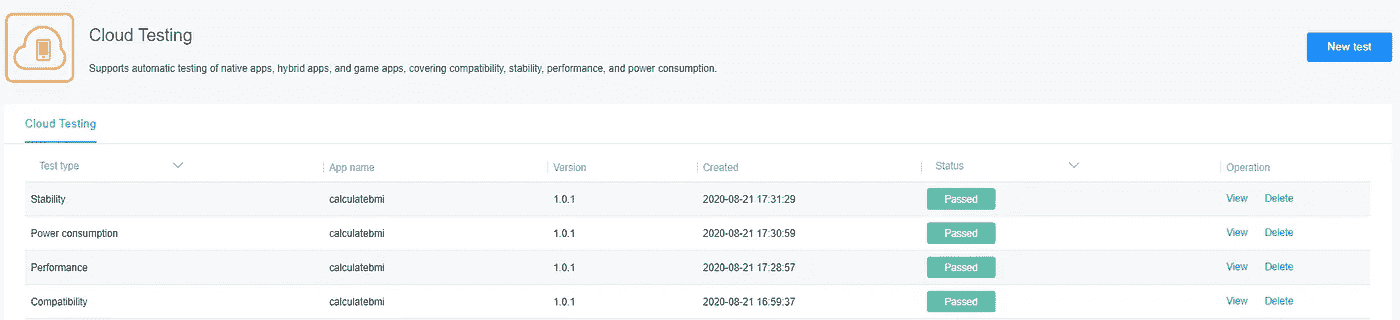 Cloud Testing
New test
Supports automatic testing of native apps, hybrid apps, and game apps, covering compatibility, stability, performance, and power consumption.
Cloud Testing
Test type App name Version Created Status Operation
Stability calculatebmi 1.0.1 2020-08-21 17:31:29 Passed View Delete
Power consumption calculatebmi 1.0.1 2020-08-21 17:30:59 Passed View Delete
Performance calculatebmi 1.0.1 2020-08-21 17:28:57 Passed View Delete
Compatibility calculatebmi 1.0.1 2020-08-21 16:59:37 Passed View Delete